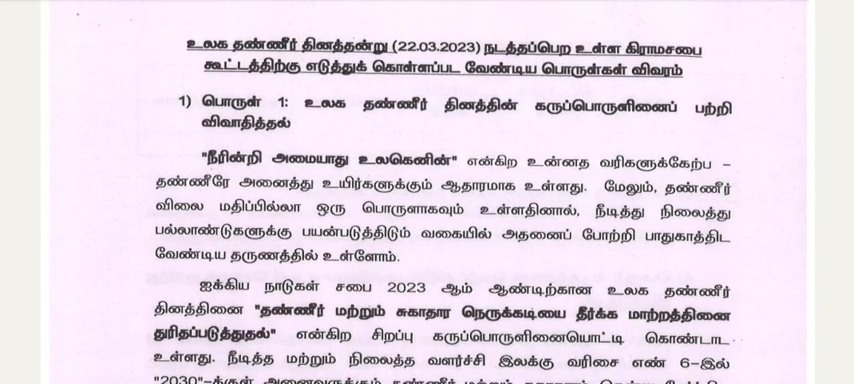 உலக தண்ணீர் தினத்தன்று (22.03.2023) நடத்தப்பெற உள்ள கிராமசபை
கூட்டத்திற்கு எடுத்துக் கொள்ளப்பட வேண்டிய பொருள்கள் விவரம்
1) பொருள் 1: உலக தண்ணீர் தினத்தின் கருப்பொருளினைப் பற்றி
விவாதித்தல்
"நீரின்றி அமையாது உலகெனின்" என்கிற உன்னத வரிகளுக்கேற்ப –
தண்ணீரே அனைத்து உயிர்களுக்கும் ஆதாரமாக உள்ளது. மேலும், தண்ணீர்
விலை மதிப்பில்லா ஒரு பொருளாகவும் உள்ளதினால், நீடித்து நிலைத்து
பல்லாண்டுகளுக்கு பயன்படுத்திடும் வகையில் அதனைப் போற்றி பாதுகாத்திட
வேண்டிய தருணத்தில் உள்ளோம்.
ஐக்கிய நாடுகள் சபை 2023 ஆம் ஆண்டிற்கான உலக தண்ணீர்
தினத்தினை "தண்ணீர் மற்றும் சுகாதார நெருக்கடியை தீர்க்க மாற்றத்தினை
துரிதப்படுத்துதல்" என்கிற சிறப்பு கருப்பொருளினையொட்டி கொண்டாட
உள்ளது. நீடித்த மற்றும் நிலைத்த வளர்ச்சி இலக்கு வரிசை எண் 6-இல்
"2030"-க்குள் அனைவருக்கும்